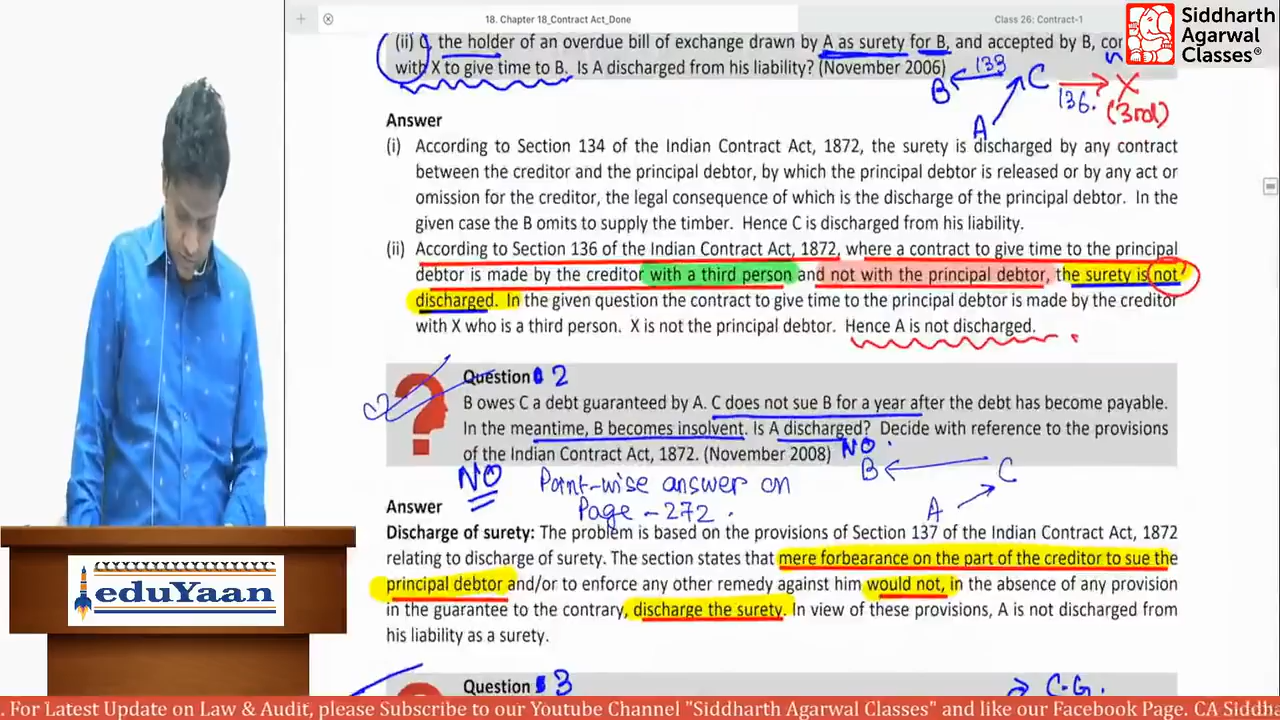 18. Chapter 18_Contract Act_Done
Class 26: Contract-1
Siddharth
Agarwal
Classes®
(ii) C, the holder of an overdue bill of exchange drawn by A as surety for B, and accepted by B, con
with X to give time to B. Is A discharged from his liability? (November 2006)
133
B
C
X
136.
(3rd)
A
Answer
(i) According to Section 134 of the Indian Contract Act, 1872, the surety is discharged by any contract
between the creditor and the principal debtor, by which the principal debtor is released or by any act or
omission for the creditor, the legal consequence of which is the discharge of the principal debtor. In the
given case the B omits to supply the timber. Hence C is discharged from his liability.
(ii) According to Section 136 of the Indian Contract Act, 1872, where a contract to give time to the principal
debtor is made by the creditor with a third person and not with the principal debtor, the surety is not
discharged. In the given question the contract to give time to the principal debtor is made by the creditor
with X who is a third person. X is not the principal debtor. Hence A is not discharged.
Question 2
B owes C a debt guaranteed by A. C does not sue B for a year after the debt has become payable.
In the meantime, B becomes insolvent. Is A discharged? Decide with reference to the provisions
of the Indian Contract Act, 1872. (November 2008) NO.
B
C
A
NO Point-wise answer on
Page - 272.
Answer
Discharge of surety: The problem is based on the provisions of Section 137 of the Indian Contract Act, 1872
relating to discharge of surety. The section states that mere forbearance on the part of the creditor to sue the
principal debtor and/or to enforce any other remedy against him would not, in the absence of any provision
in the guarantee to the contrary, discharge the surety. In view of these provisions, A is not discharged from
his liability as a surety.
Question 3
C.G.
eduYaan
. For Latest Update on Law & Audit, please Subscribe to our Youtube Channel "Siddharth Agarwal Classes" and like our Facebook Page. CA Siddha